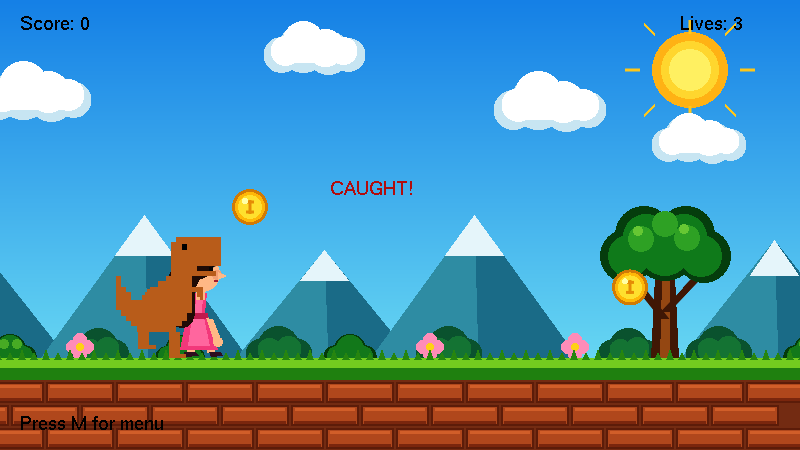 Score: 0
Lives: 3
CAUGHT!
Press M for menu